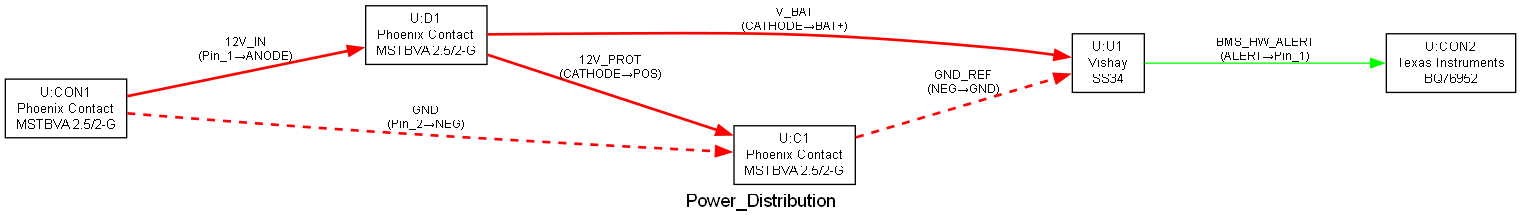 U:D1
Phoenix Contact
MSTBVA 2.5/2-G
V_BAT
(CATHODE→BAT+)
12V_IN
(Pin_1→ANODE)
12V_PROT
(CATHODE→POS)
U:U1
Vishay
SS34
BMS_HW_ALERT
(ALERT→Pin_1)
U:CON2
Texas Instruments
BQ76952
GND_REF
(NEG→GND)
U:CON1
Phoenix Contact
MSTBVA 2.5/2-G
GND
(Pin_2→NEG)
U:C1
Phoenix Contact
MSTBVA 2.5/2-G
Power_Distribution